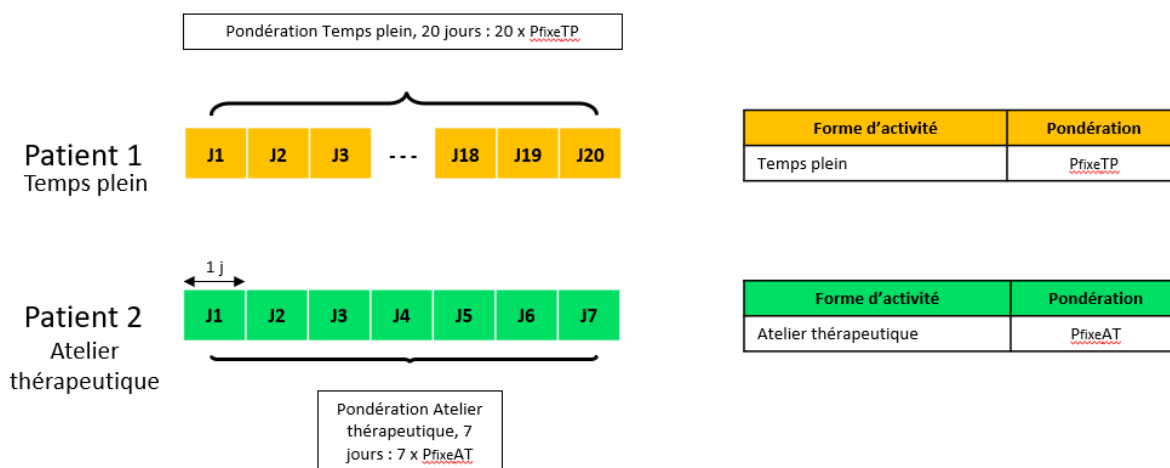 Pondération Temps plein, 20 jours : 20 x PfixeTP
Patient 1
Temps plein
J1 J2 J3 --- J18 J19 J20
Forme d'activité Pondération
Temps plein PfixeTP
1 j
Patient 2
Atelier
thérapeutique
J1 J2 J3 J4 J5 J6 J7
Forme d'activité Pondération
Atelier thérapeutique PfixeAT
Pondération Atelier
thérapeutique, 7
jours : 7 x PfixeAT